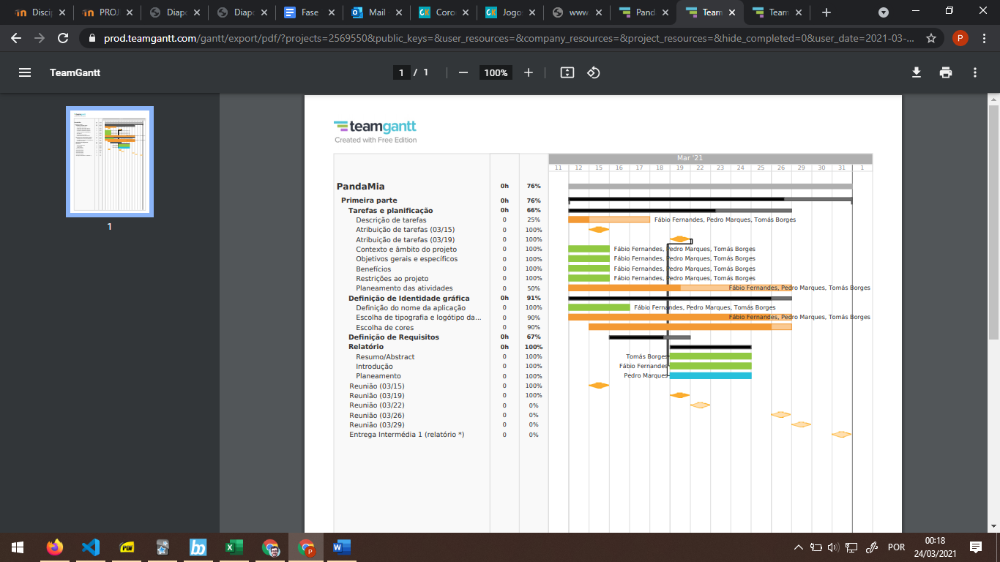 Disci
PROJ
Diapo
Diapo
Fase
Mail
Coro
Jogo
www
Pand
Team
Team
prod.teamgantt.com/gantt/export/pdf/?projects=2569550&public_keys=&user_resources=&company_resources=&project_resources=&hide_completed=0&user_date=2021-03-...
P
TeamGantt
1 / 1
100%
1
teamgantt
Created with Free Edition
Mar '21
11 12 15 16 17 18 19 22 23 24 25 26 29 30 31 1
PandaMia 0h 76%
Primeira parte 0h 76%
Tarefas e planificação 0h 66%
Descrição de tarefas 0 25% Fábio Fernandes, Pedro Marques, Tomás Borges
Atribuição de tarefas (03/15) 0 100%
Atribuição de tarefas (03/19) 0 100%
Contexto e âmbito do projeto 0 100% Fábio Fernandes, Pedro Marques, Tomás Borges
Objetivos gerais e específicos 0 100% Fábio Fernandes, Pedro Marques, Tomás Borges
Benefícios 0 100% Fábio Fernandes, Pedro Marques, Tomás Borges
Restrições ao projeto 0 100% Fábio Fernandes, Pedro Marques, Tomás Borges
Planeamento das atividades 0 50% Fábio Fernandes, Pedro Marques, Tomás Borges
Definição de Identidade gráfica 0h 91%
Definição do nome da aplicação 0 100% Fábio Fernandes, Pedro Marques, Tomás Borges
Escolha de tipografia e logótipo da... 0 90% Fábio Fernandes, Pedro Marques, Tomás Borges
Escolha de cores 0 90%
Definição de Requisitos 0h 67%
Relatório 0h 100%
Resumo/Abstract 0 100% Tomás Borges
Introdução 0 100% Fábio Fernandes
Planeamento 0 100% Pedro Marques
Reunião (03/15) 0 100%
Reunião (03/19) 0 100%
Reunião (03/22) 0 0%
Reunião (03/26) 0 0%
Reunião (03/29) 0 0%
Entrega Intermédia 1 (relatório *) 0 0%
PDF
POR
00:18
24/03/2021